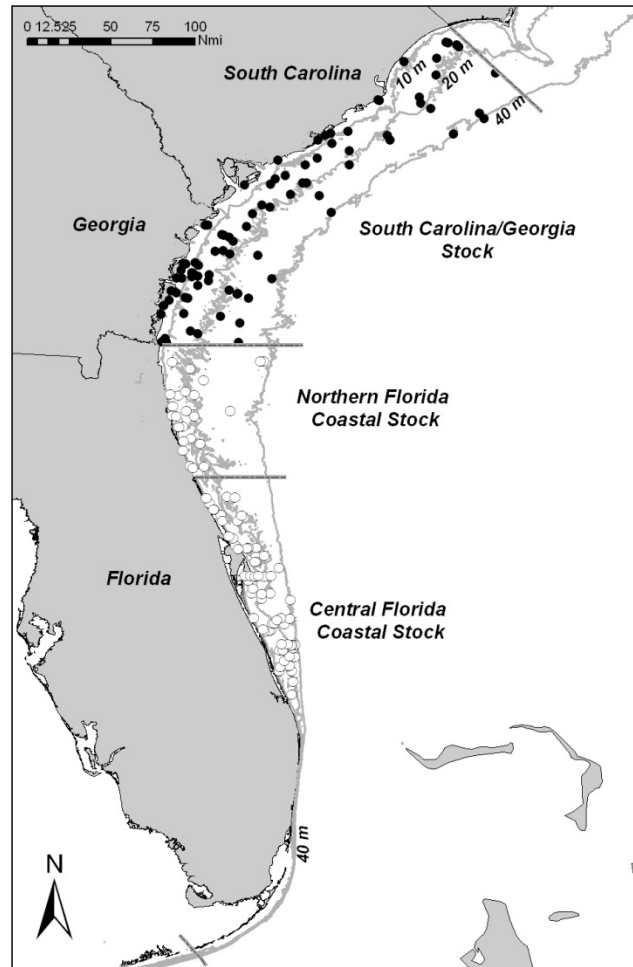 0 12.525 50 75 100
Nmi
South Carolina
10 m
20 m
40 m
Georgia
South Carolina/Georgia
Stock
Northern Florida
Coastal Stock
Florida
Central Florida
Coastal Stock
40 m
N